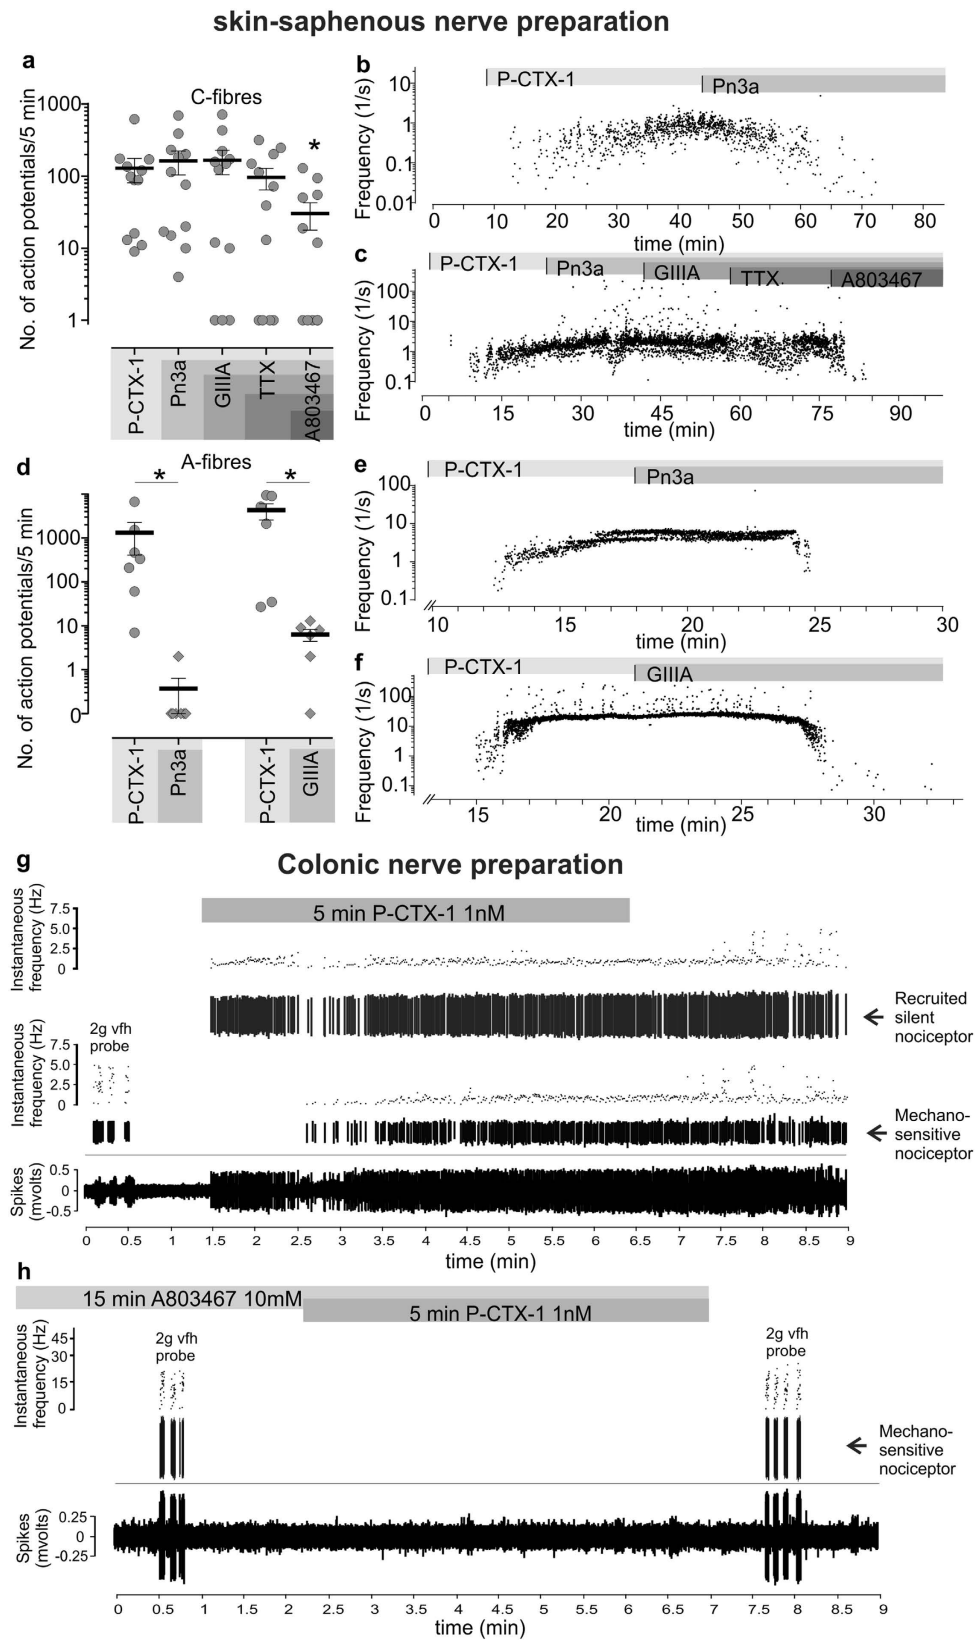 skin-saphenous nerve preparation
a
C-fibres
No. of action potentials/5 min
1000
100
10
1
*
P-CTX-1
Pn3a
GIIIA
TTX
A803467
b
P-CTX-1
Pn3a
Frequency (1/s)
10
1
0.1
0.01
0 10 20 30 40 50 60 70 80
time (min)
c
P-CTX-1
Pn3a
GIIIA
TTX
A803467
Frequency (1/s)
100
10
1
0.1
0 15 30 45 60 75 90
time (min)
d
A-fibres
* *
No. of action potentials/5 min
1000
100
10
1
0
P-CTX-1
Pn3a
P-CTX-1
GIIIA
e
P-CTX-1
Pn3a
Frequency (1/s)
100
10
1
0.1
10 15 20 25 30
time (min)
f
P-CTX-1
GIIIA
Frequency (1/s)
100
10
1
0.1
15 20 25 30
time (min)
g
Colonic nerve preparation
5 min P-CTX-1 1nM
Instantaneous
frequency (Hz)
7.5
5.0
2.5
0
Recruited
silent
nociceptor
2g vfh
probe
Instantaneous
frequency (Hz)
7.5
5.0
2.5
0
Mechano-
sensitive
nociceptor
Spikes
(mvolts)
0.5
0
-0.5
0 0.5 1 1.5 2 2.5 3 3.5 4 4.5 5 5.5 6 6.5 7 7.5 8 8.5 9
time (min)
h
15 min A803467 10mM
5 min P-CTX-1 1nM
Instantaneous
frequency (Hz)
45
30
15
0
2g vfh
probe
2g vfh
probe
Mechano-
sensitive
nociceptor
Spikes
(mvolts)
0.25
0
-0.25
0 0.5 1 1.5 2 2.5 3 3.5 4 4.5 5 5.5 6 6.5 7 7.5 8 8.5 9
time (min)